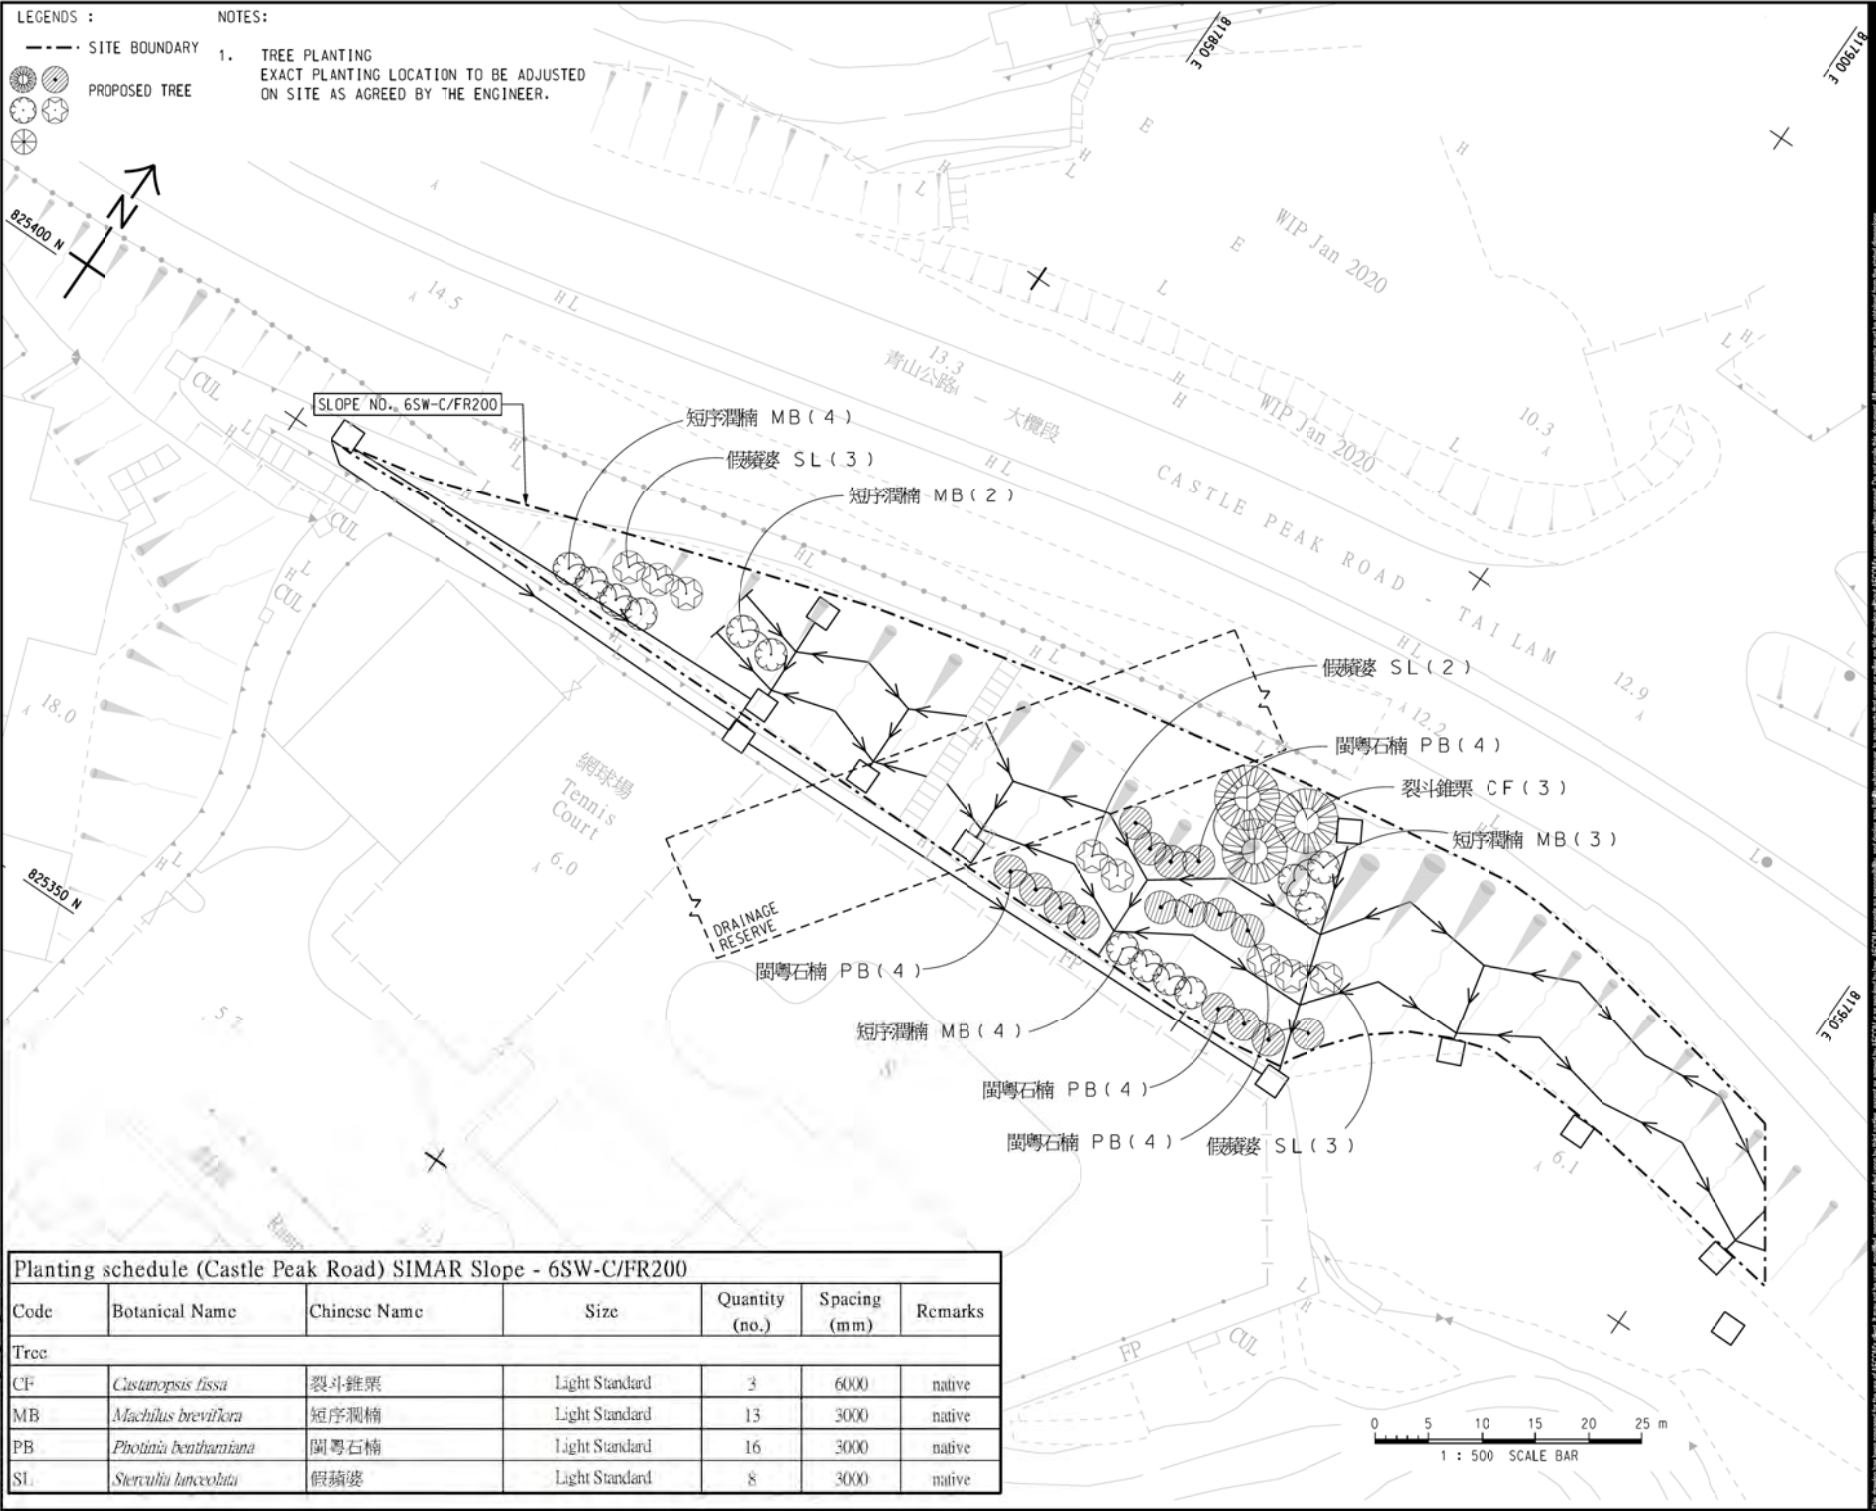 LEGENDS :
SITE BOUNDARY
PROPOSED TREE
NOTES:
1. TREE PLANTING
EXACT PLANTING LOCATION TO BE ADJUSTED
ON SITE AS AGREED BY THE ENGINEER.
N
825400 N
817850 E
817900 E
817950 E
825350 N
WIP Jan 2020
WIP Jan 2020
14.5
13.3
青山公路
大欖段
10.3
CASTLE PEAK ROAD - TAI LAM
12.9
12.2
18.0
CUL
CUL
CUL
SLOPE NO. 6SW-C/FR200
短序潤楠 MB(4)
假蘋婆 SL(3)
短序潤楠 MB(2)
假蘋婆 SL(2)
閩粵石楠 PB(4)
裂斗錐栗 CF(3)
短序潤楠 MB(3)
網球場
Tennis
Court
6.0
DRAINAGE
RESERVE
閩粵石楠 PB(4)
FP
短序潤楠 MB(4)
閩粵石楠 PB(4)
閩粵石楠 PB(4)
假蘋婆 SL(3)
6.1
FP
CUL
Planting schedule (Castle Peak Road) SIMAR Slope - 6SW-C/FR200
Code Botanical Name Chinese Name Size Quantity (no.) Spacing (mm) Remarks
Tree
CF Castanopsis fissa 裂斗錐栗 Light Standard 3 6000 native
MB Machilus breviflora 短序潤楠 Light Standard 13 3000 native
PB Photinia benthamiana 閩粵石楠 Light Standard 16 3000 native
SL Sterculia lanceolata 假蘋婆 Light Standard 8 3000 native
0 5 10 15 20 25 m
1 : 500 SCALE BAR